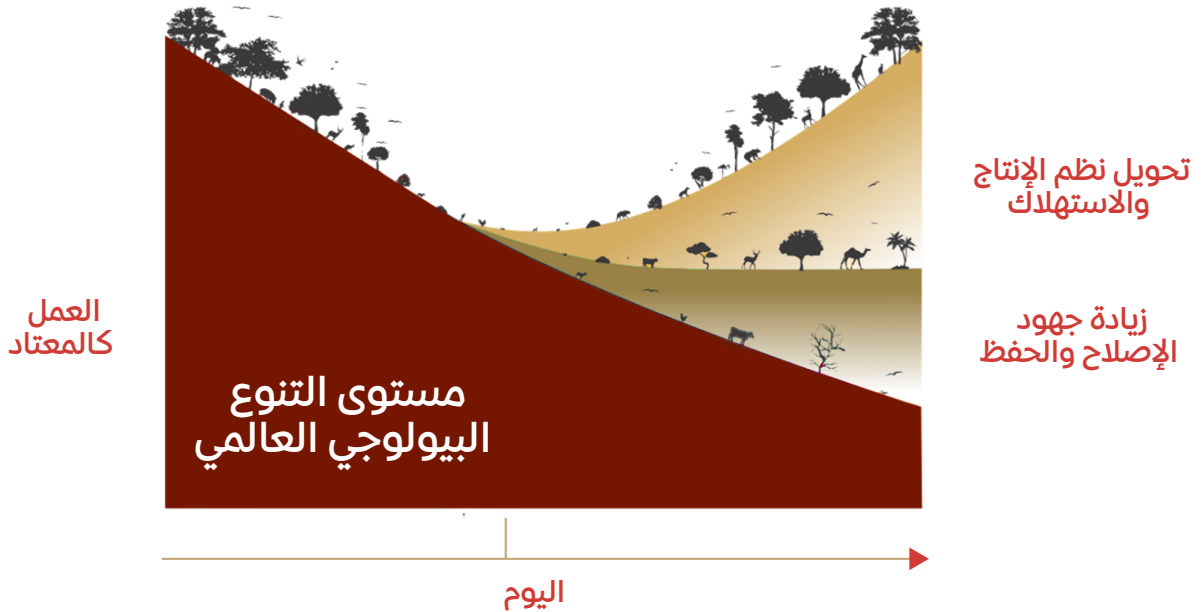 تحويل نظم الإنتاج
والاستهلاك
زيادة جهود
الإصلاح والحفظ
العمل
كالمعتاد
مستوى التنوع
البيولوجي العالمي
اليوم